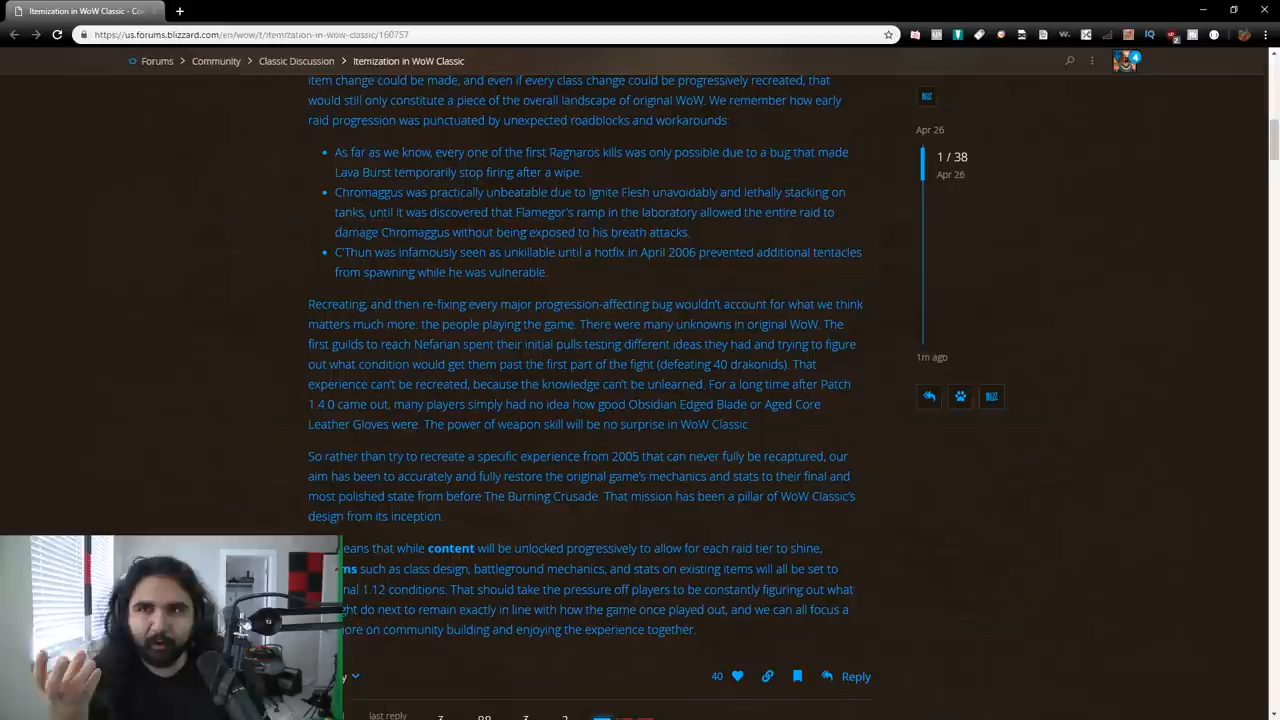 Itemization in WoW Classic - Co
https://us.forums.blizzard.com/en/wow/t/itemization-in-wow-classic/160757
Forums > Community > Classic Discussion > Itemization in WoW Classic
4
item change could be made, and even if every class change could be progressively recreated, that
would still only constitute a piece of the overall landscape of original WoW. We remember how early
raid progression was punctuated by unexpected roadblocks and workarounds:
• As far as we know, every one of the first Ragnaros kills was only possible due to a bug that made
Lava Burst temporarily stop firing after a wipe.
• Chromaggus was practically unbeatable due to Ignite Flesh unavoidably and lethally stacking on
tanks, until it was discovered that Flamegor's ramp in the laboratory allowed the entire raid to
damage Chromaggus without being exposed to his breath attacks.
• C'Thun was infamously seen as unkillable until a hotfix in April 2006 prevented additional tentacles
from spawning while he was vulnerable.
Recreating, and then re-fixing every major progression-affecting bug wouldn't account for what we think
matters much more: the people playing the game. There were many unknowns in original WoW. The
first guilds to reach Nefarian spent their initial pulls testing different ideas they had and trying to figure
out what condition would get them past the first part of the fight (defeating 40 drakonids). That
experience can't be recreated, because the knowledge can't be unlearned. For a long time after Patch
1.4.0 came out, many players simply had no idea how good Obsidian Edged Blade or Aged Core
Leather Gloves were. The power of weapon skill will be no surprise in WoW Classic.
So rather than try to recreate a specific experience from 2005 that can never fully be recaptured, our
aim has been to accurately and fully restore the original game's mechanics and stats to their final and
most polished state from before The Burning Crusade. That mission has been a pillar of WoW Classic's
design from its inception.
eans that while content will be unlocked progressively to allow for each raid tier to shine,
ms such as class design, battleground mechanics, and stats on existing items will all be set to
nal 1.12 conditions. That should take the pressure off players to be constantly figuring out what
ght do next to remain exactly in line with how the game once played out, and we can all focus a
ore on community building and enjoying the experience together.
y
40
Reply
last reply
BLIZ
Apr 26
1 / 38
Apr 26
1m ago
BLIZ